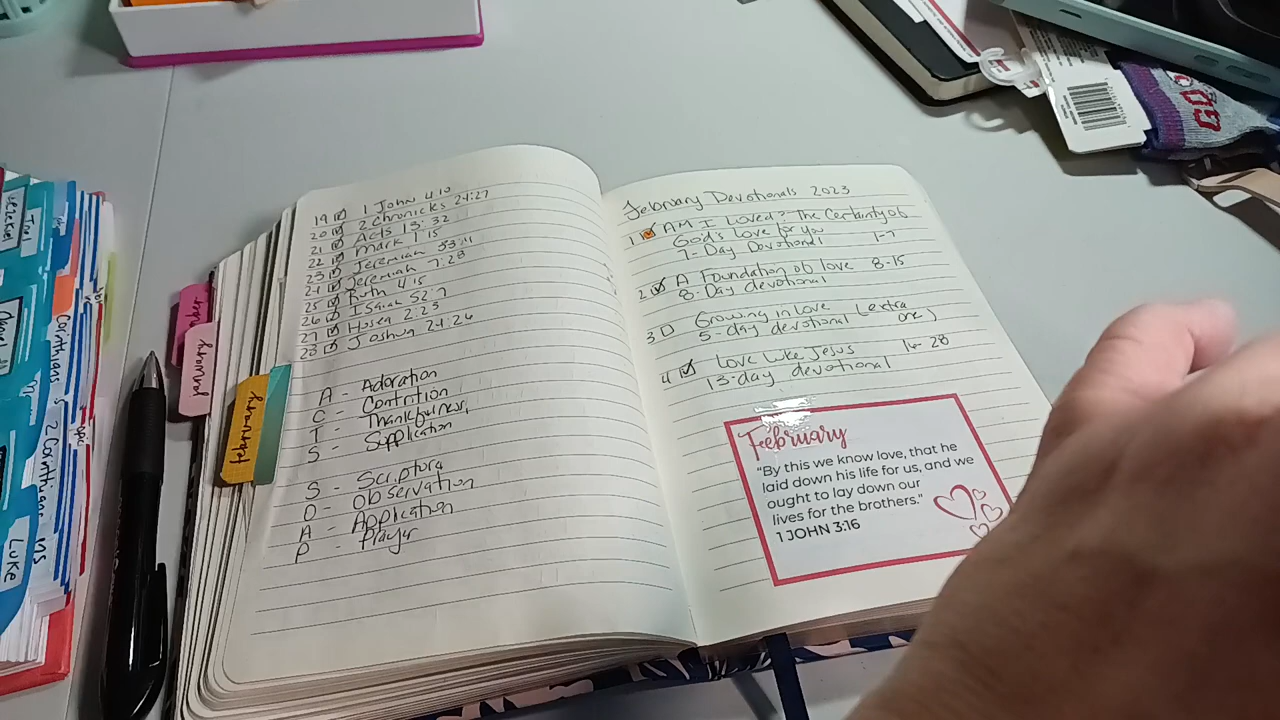 19 1 John 4 10
20 2 Chronicks 24:27
21 Acts 13:32
22 Mark 1 15
23 Jeremiah 33:11
24 Jeremiah 7:28
25 Ruth 4 15
26 Isaiah 52 7
27 Hosea 2:23
28 Joshua 24:26
A - Adoration
C - Contrition
T - Thankfulness
S - Supplication
S - Scriptura
O - Observation
A - Application
P - Prayer
February Devotionals 2023
1 AM I Loved? The Certainty of
God's Love for you
7-Day Devotional 1-7
2 A Foundation of love 8-15
8-Day devotional
3 Growing in Love
5-day devotional (extra
one)
4 Love Like Jesus 16-28
13-day devotional
February
"By this we know love, that he
laid down his life for us, and we
ought to lay down our
lives for the brothers."
1 JOHN 3:16
February
Corinthians
2 Corinthians
Luke